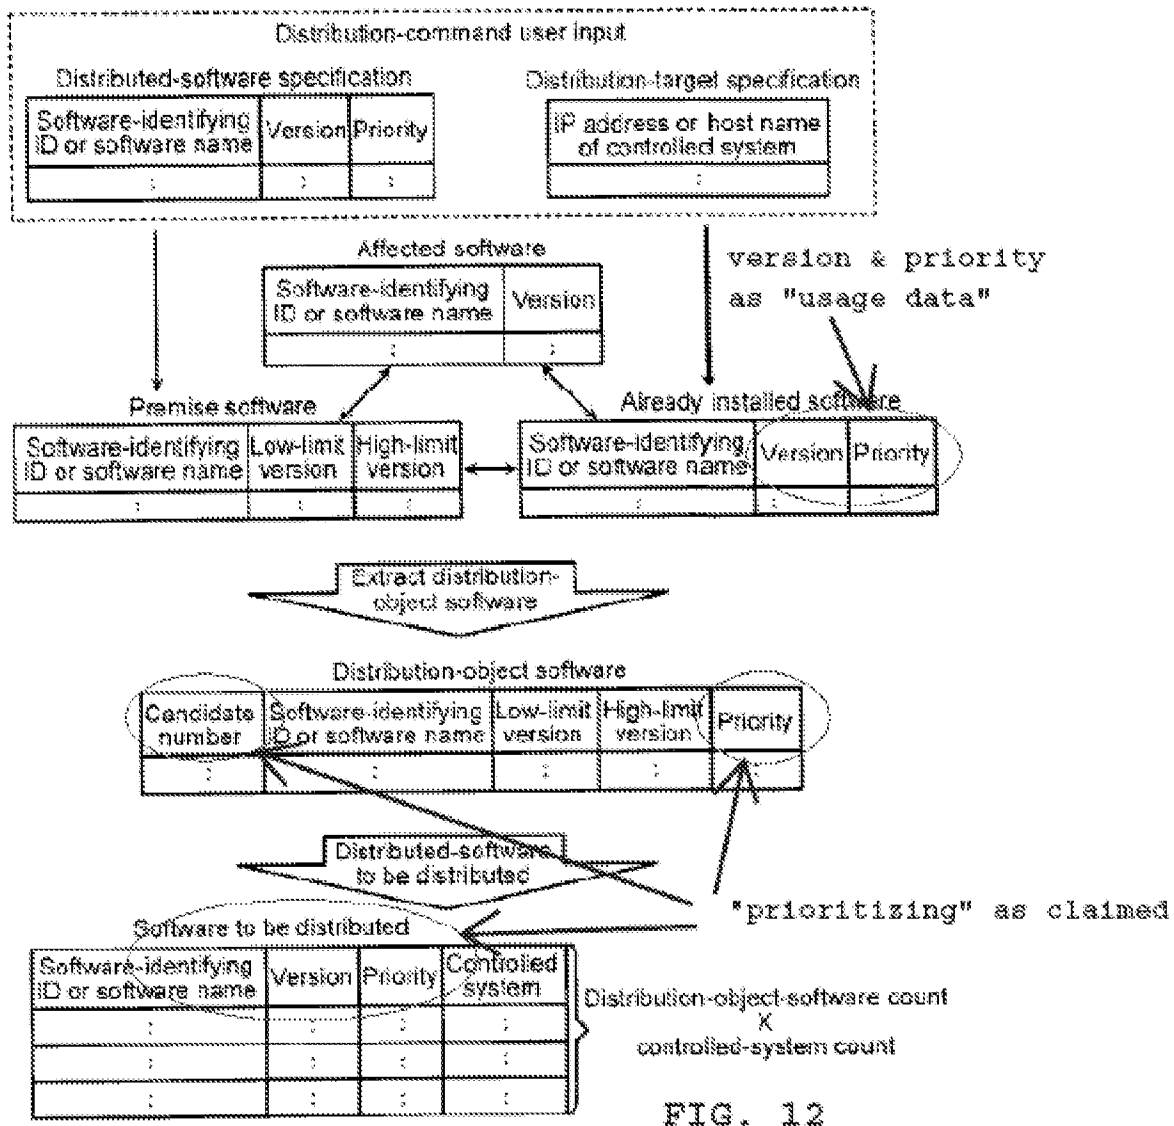 Distribution-command user input
Distributed-software specification
Software-identifying
ID or software name
Version
Priority
Distribution-target specification
IP address or host name
of controlled system
Affected software
Software-identifying
ID or software name
Version
version & priority
as "usage data"
Premise software
Software-identifying
ID or software name
Low-limit
version
High-limit
version
Already installed software
Software-identifying
ID or software name
Version
Priority
Extract distribution-
object software
Distribution-object software
Candidate
number
Software-identifying
ID or software name
Low-limit
version
High-limit
version
Priority
Distributed-software
to be distributed
"prioritizing" as claimed
Software to be distributed
Software-identifying
ID or software name
Version
Priority
Controlled
system
Distribution-object-software count
X
controlled-system count
FIG. 12